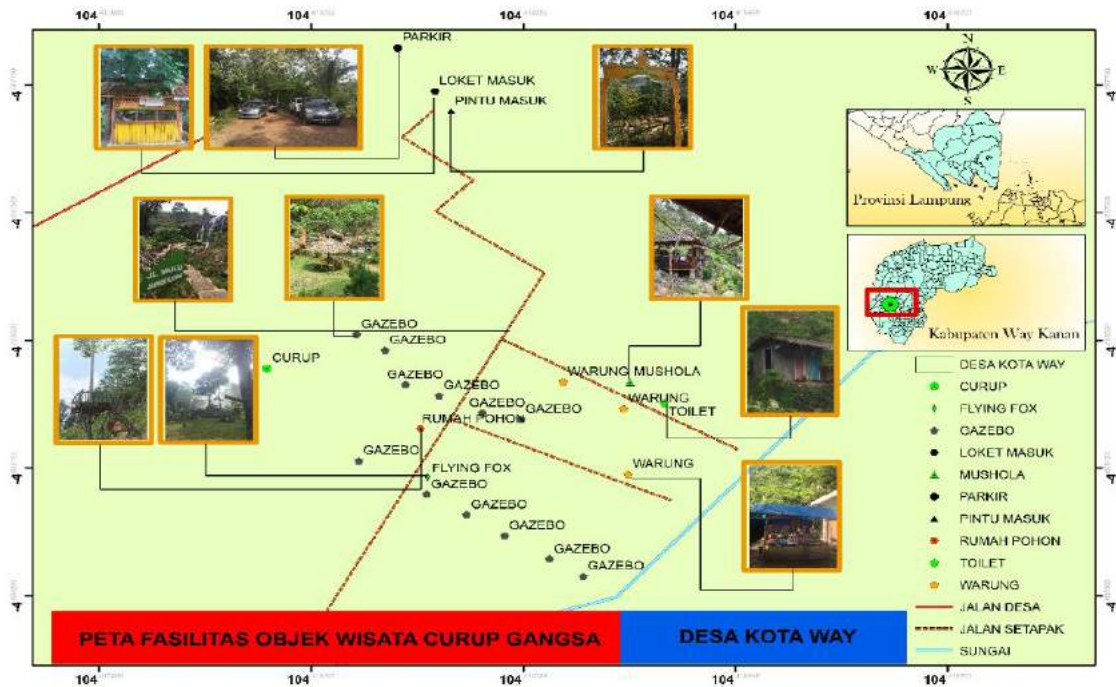 104
104
104
104
104
N
W
E
S
PARKIR
LOKET MASUK
PINTU MASUK
Provinsi Lampung
JL. MULU
Kabupaten Way Kanan
GAZEBO
GAZEBO
CURUP
GAZEBO
GAZEBO
GAZEBO
GAZEBO
RUMAH POHON
WARUNG
MUSHOLA
WARUNG
TOILET
GAZEBO
FLYING FOX
GAZEBO
WARUNG
GAZEBO
GAZEBO
GAZEBO
GAZEBO
DESA KOTA WAY
CURUP
FLYING FOX
GAZEBO
LOKET MASUK
MUSHOLA
PARKIR
PINTU MASUK
RUMAH POHON
TOILET
WARUNG
JALAN DESA
JALAN SETAPAK
SUNGAI
PETA FASILITAS OBJEK WISATA CURUP GANGSA
DESA KOTA WAY
104
104
104
104
104